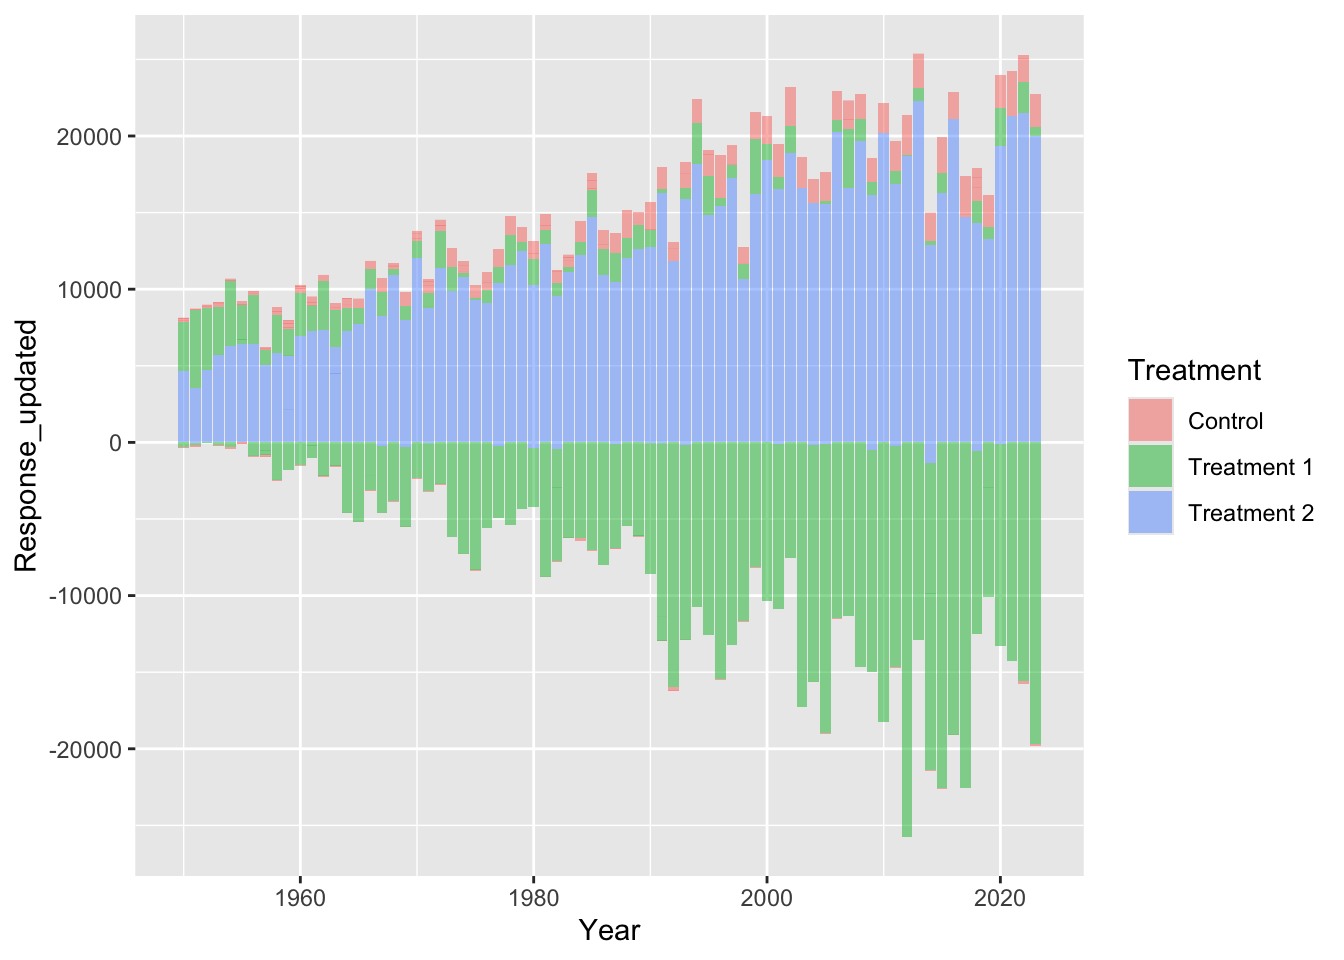 20000
10000
0
-10000
-20000
Response_updated
1960
1980
2000
2020
Year
Treatment
Control
Treatment 1
Treatment 2